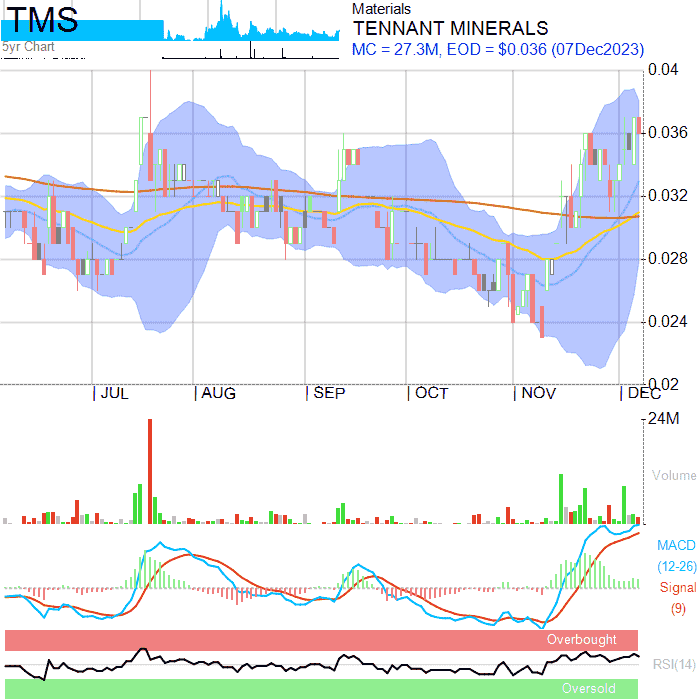 TMS
5yr Chart
Materials
TENNANT MINERALS
MC = 27.3M, EOD = $0.036 (07Dec2023)
0.04
0.036
0.032
0.028
0.024
0.02
JUL AUG SEP OCT NOV DEC
24M
Volume
MACD
(12-26)
Signal
(9)
Overbought
RSI(14)
Oversold